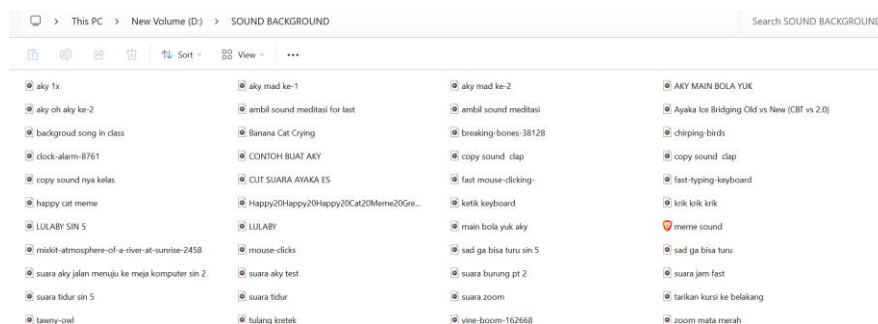 This PC > New Volume (D:) > SOUND BACKGROUND Search SOUND BACKGROUND
Sort View
aky 1x aky mad ke-1 aky mad ke-2 AKY MAIN BOLA YUK
aky oh aky ke-2 ambil sound meditasi for last ambil sound meditasi Ayaka Ice Bridging Old vs New (CBT vs 2.0)
backgroud song in class Banana Cat Crying breaking-bones-38128 chirping-birds
clock-alarm-8761 CONTOH BUAT AKY copy sound clap copy sound clap
copy sound nya kelas CUT SUARA AYAKA ES fast mouse-clicking- fast-typing-keyboard
happy cat meme Happy20Happy20Happy20Cat20Meme20Gre... ketik keyboard krik krik krik
LULABY SIN 5 LULABY main bola yuk aky meme sound
mixkit-atmosphere-of-a-river-at-sunrise-2458 mouse-clicks sad ga bisa turu sin 5 sad ga bisa turu
suara aky jalan menuju ke meja komputer sin 2 suara aky test suara burung pt 2 suara jam fast
suara tidur sin 5 suara tidur suara zoom tarikan kursi ke belakang
tawny-owl tulang kretek vine-boom-162668 zoom mata merah